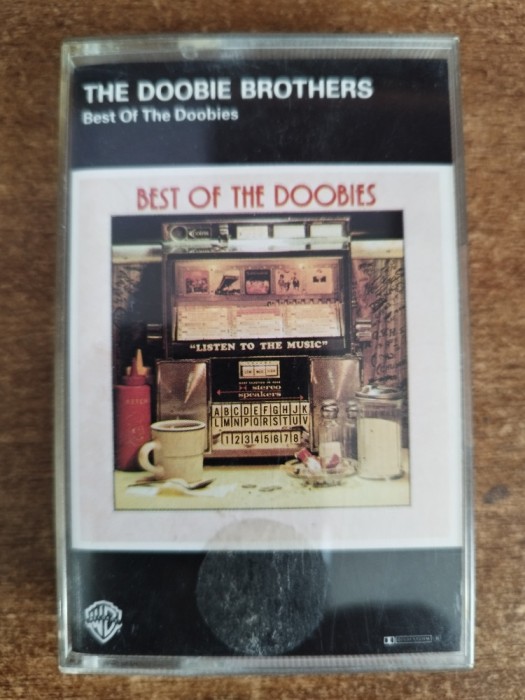 THE DOOBIE BROTHERS
Best Of The Doobies
BEST OF THE DOOBIES
"LISTEN TO THE MUSIC"
stereo
speakers
ABCDEFGHJK
LMNPQRSTUV
12345678